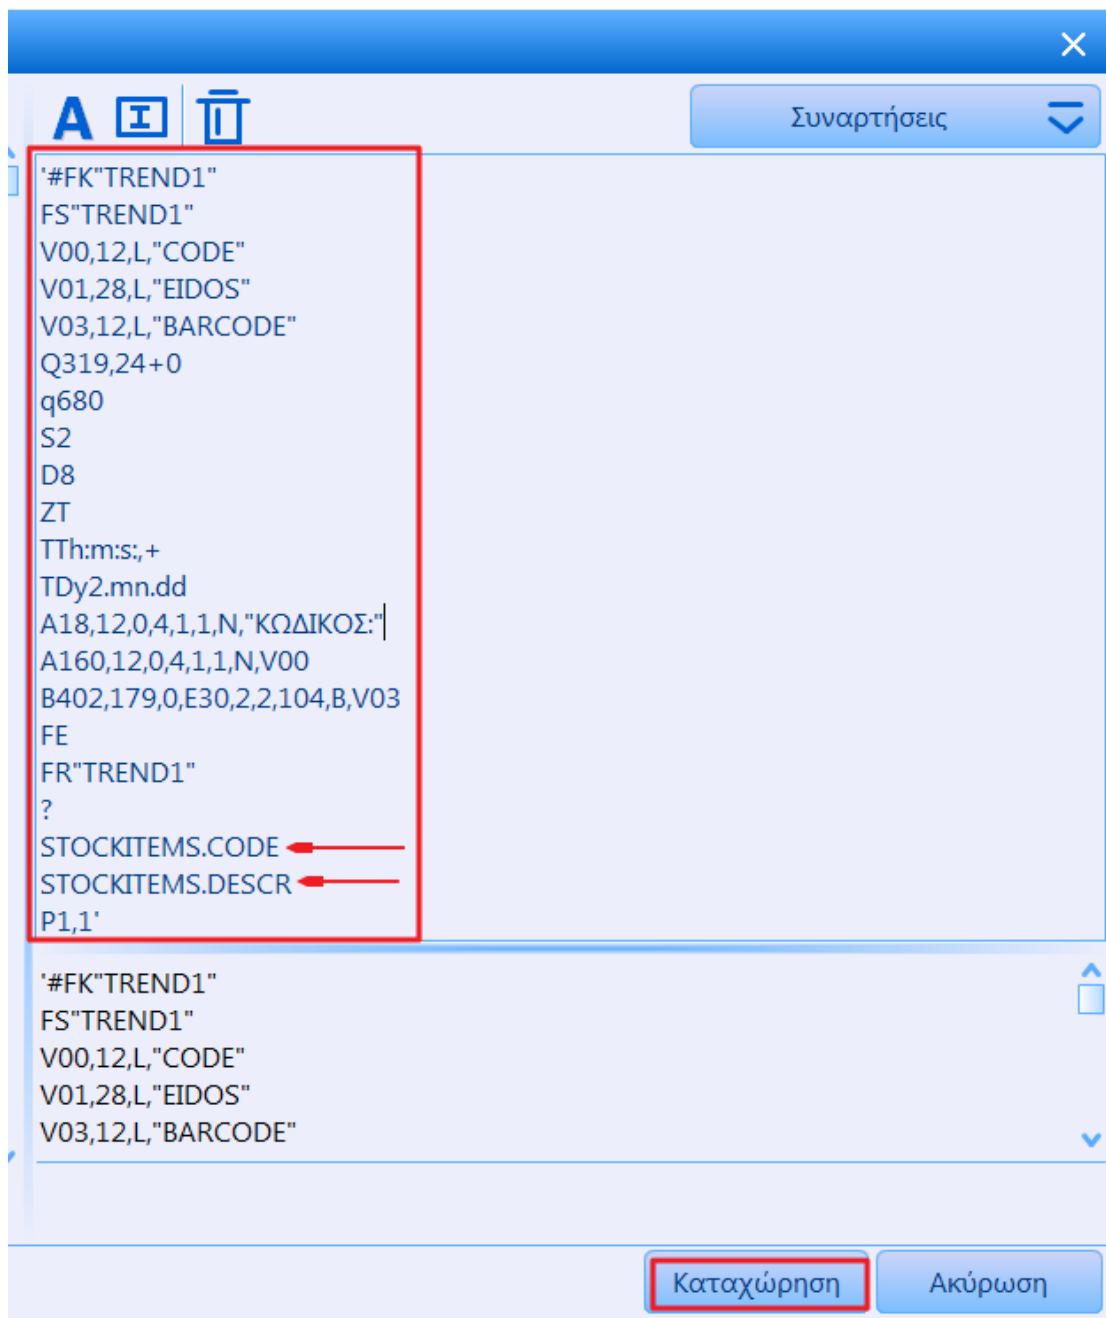 Συναρτήσεις
'#FK"TREND1"
FS"TREND1"
V00,12,L,"CODE"
V01,28,L,"EIDOS"
V03,12,L,"BARCODE"
Q319,24+0
q680
S2
D8
ZT
TTh:m:s:,+
TDy2.mn.dd
A18,12,0,4,1,1,N,"ΚΩΔΙΚΟΣ:"
A160,12,0,4,1,1,N,V00
B402,179,0,E30,2,2,104,B,V03
FE
FR"TREND1"
?
STOCKITEMS.CODE
STOCKITEMS.DESCR
P1,1'
'#FK"TREND1"
FS"TREND1"
V00,12,L,"CODE"
V01,28,L,"EIDOS"
V03,12,L,"BARCODE"
Καταχώρηση Ακύρωση